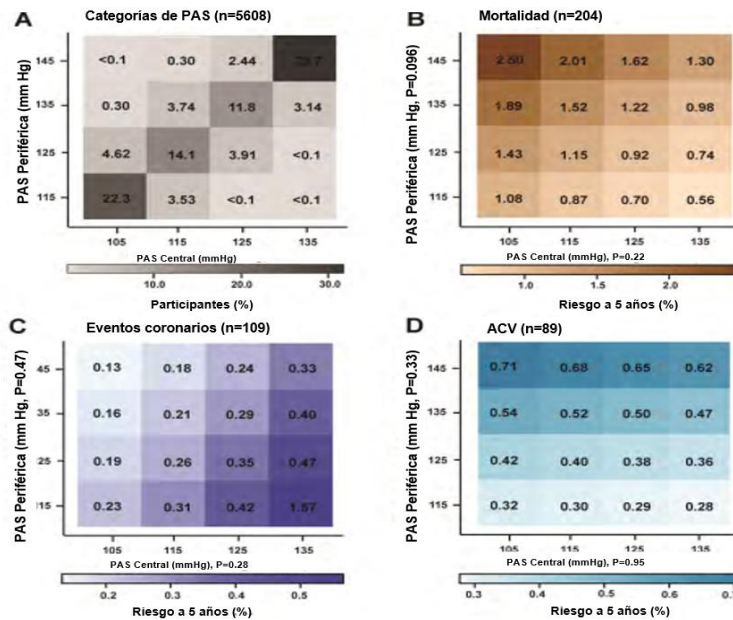 A Categorías de PAS (n=5608)
PAS Periférica (mm Hg)
145 <0.1 0.30 2.44
135 0.30 3.74 11.8 3.14
125 4.62 14.1 3.91 <0.1
115 22.3 3.53 <0.1 <0.1
105 115 125 135
PAS Central (mmHg)
10.0 20.0 30.0
Participantes (%)
B Mortalidad (n=204)
PAS Periférica (mm Hg, P=0.096)
145 2.01 1.62 1.30
135 1.89 1.52 1.22 0.98
125 1.43 1.15 0.92 0.74
115 1.08 0.87 0.70 0.56
105 115 125 135
PAS Central (mmHg), P=0.22
1.0 1.5 2.0
Riesgo a 5 años (%)
C Eventos coronarios (n=109)
PAS Periférica (mm Hg, P=0.47)
45 0.13 0.18 0.24 0.33
35 0.16 0.21 0.29 0.40
25 0.19 0.26 0.35 0.47
15 0.23 0.31 0.42 1.57
105 115 125 135
PAS Central (mmHg), P=0.28
0.2 0.3 0.4 0.5
Riesgo a 5 años (%)
D ACV (n=89)
PAS Periférica (mm Hg, P=0.33)
145 0.71 0.68 0.65 0.62
135 0.54 0.52 0.50 0.47
125 0.42 0.40 0.38 0.36
115 0.32 0.30 0.29 0.28
105 115 125 135
PAS Central (mmHg), P=0.95
0.3 0.4 0.5 0.6
Riesgo a 5 años (%)